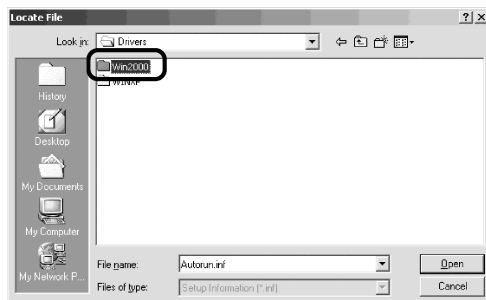 Locate File
Look in: Drivers
Win2000
WINXP
History
Desktop
My Documents
My Computer
My Network P...
File name: Autorun.inf Open
Files of type: Setup Information (*.inf) Cancel